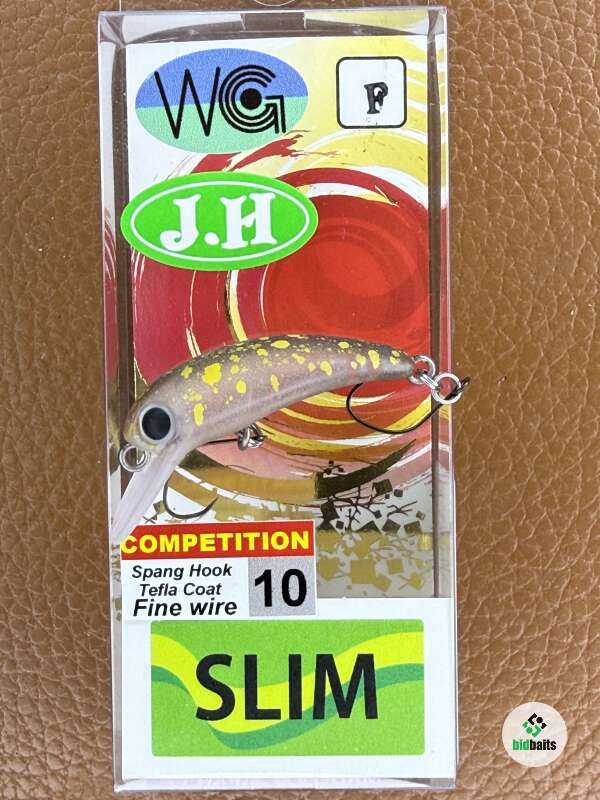 WG
F
J.H
COMPETITION
Spang Hook
Tefla Coat
Fine wire
10
SLIM
bidbaits